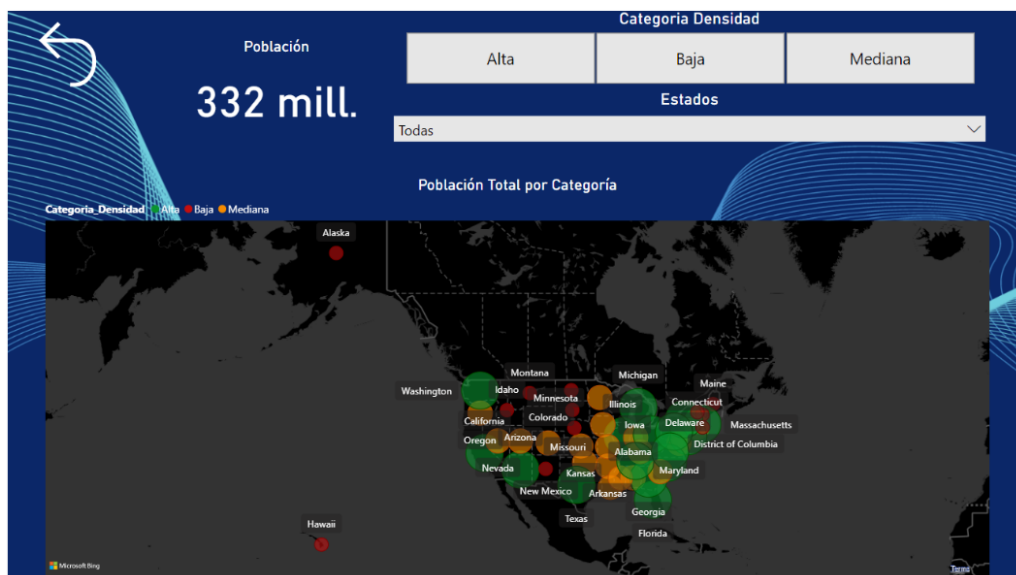 Categoria Densidad
Población
Alta
Baja
Mediana
332 mill.
Estados
Todas
Población Total por Categoría
Categoria_Densidad Alta Baja Mediana
Alaska
Montana
Michigan
Maine
Washington
Idaho
Minnesota
Illinois
Connecticut
California
Colorado
Iowa
Delaware
Massachusetts
Oregon
Arizona
Missouri
Alabama
District of Columbia
Nevada
Kansas
Maryland
New Mexico
Arkansas
Georgia
Texas
Hawaii
Florida
Microsoft Bing
Terms